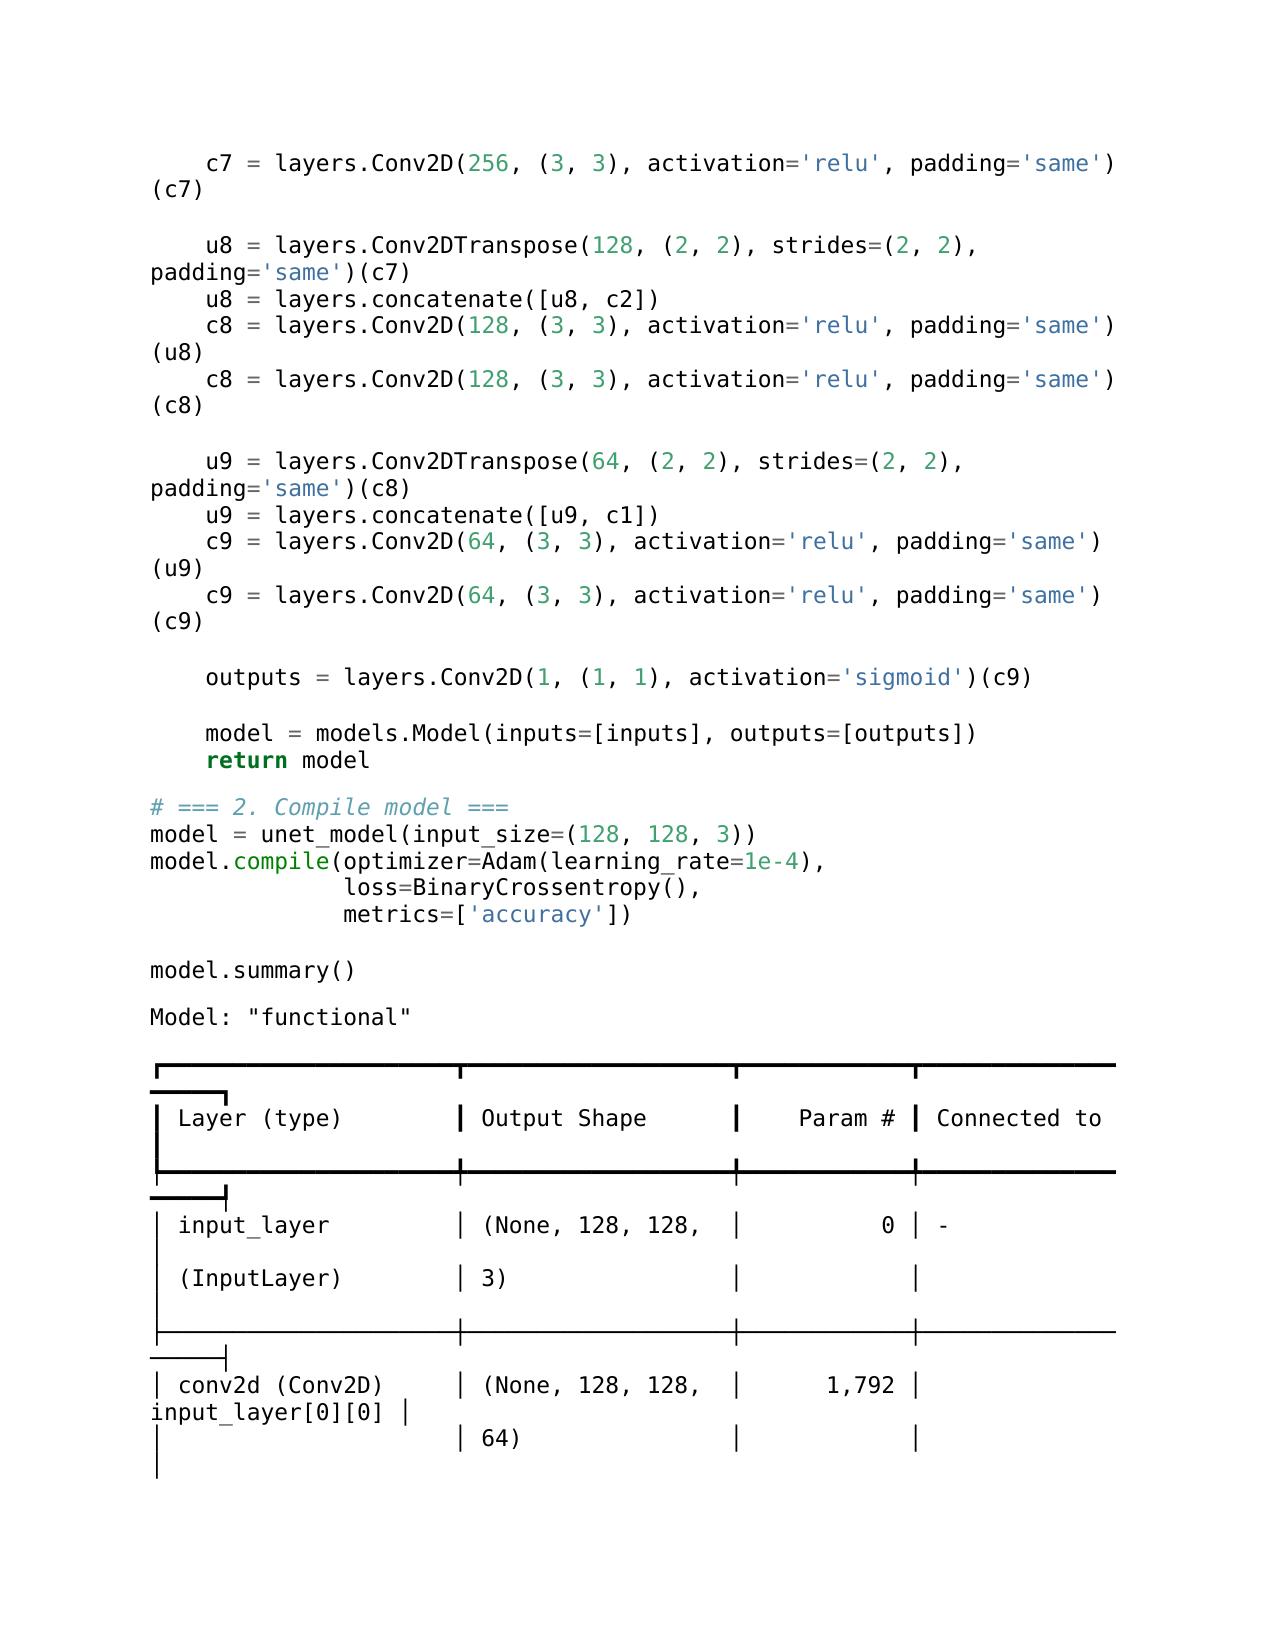 c7 = layers.Conv2D(256, (3, 3), activation='relu', padding='same')
(c7)

    u8 = layers.Conv2DTranspose(128, (2, 2), strides=(2, 2),
padding='same')(c7)
    u8 = layers.concatenate([u8, c2])
    c8 = layers.Conv2D(128, (3, 3), activation='relu', padding='same')
(u8)
    c8 = layers.Conv2D(128, (3, 3), activation='relu', padding='same')
(c8)

    u9 = layers.Conv2DTranspose(64, (2, 2), strides=(2, 2),
padding='same')(c8)
    u9 = layers.concatenate([u9, c1])
    c9 = layers.Conv2D(64, (3, 3), activation='relu', padding='same')
(u9)
    c9 = layers.Conv2D(64, (3, 3), activation='relu', padding='same')
(c9)

    outputs = layers.Conv2D(1, (1, 1), activation='sigmoid')(c9)

    model = models.Model(inputs=[inputs], outputs=[outputs])
    return model

# === 2. Compile model ===
model = unet_model(input_size=(128, 128, 3))
model.compile(optimizer=Adam(learning_rate=1e-4),
              loss=BinaryCrossentropy(),
              metrics=['accuracy'])

model.summary()

Model: "functional"

┏━━━━━━━━━━━━━━━━━━━━━┳━━━━━━━━━━━━━━━━━━━┳━━━━━━━━━━━━┳━━━━━━━━━━━━━━
━━━━━┓
┃ Layer (type)        ┃ Output Shape      ┃    Param # ┃ Connected to
┃
┡━━━━━━━━━━━━━━━━━━━━━╇━━━━━━━━━━━━━━━━━━━╇━━━━━━━━━━━━╇━━━━━━━━━━━━━━
━━━━━┩
│ input_layer         │ (None, 128, 128,  │          0 │ -
│
│ (InputLayer)        │ 3)                │            │
│
├─────────────────────┼───────────────────┼────────────┼──────────────
─────┤
│ conv2d (Conv2D)     │ (None, 128, 128,  │      1,792 │
input_layer[0][0] │
│                     │ 64)               │            │
│